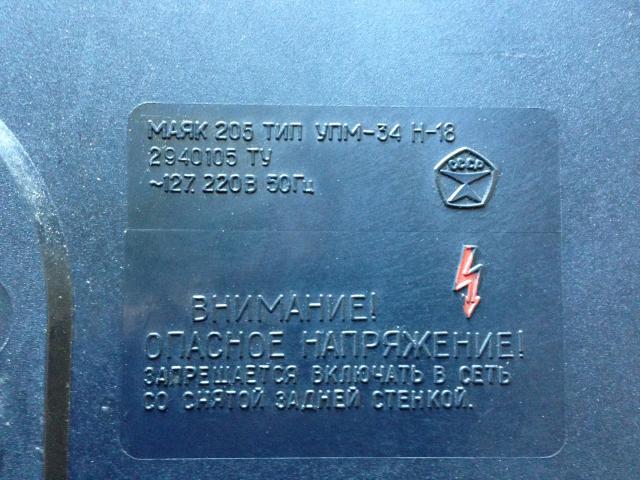 МАЯК 205 ТИП УПМ-34 Н-18
2940105 ТУ
~127. 220В 50Гц
СССР
ВНИМАНИЕ!
ОПАСНОЕ НАПРЯЖЕНИЕ!
ЗАПРЕЩАЕТСЯ ВКЛЮЧАТЬ В СЕТЬ
СО СНЯТОЙ ЗАДНЕЙ СТЕНКОЙ.